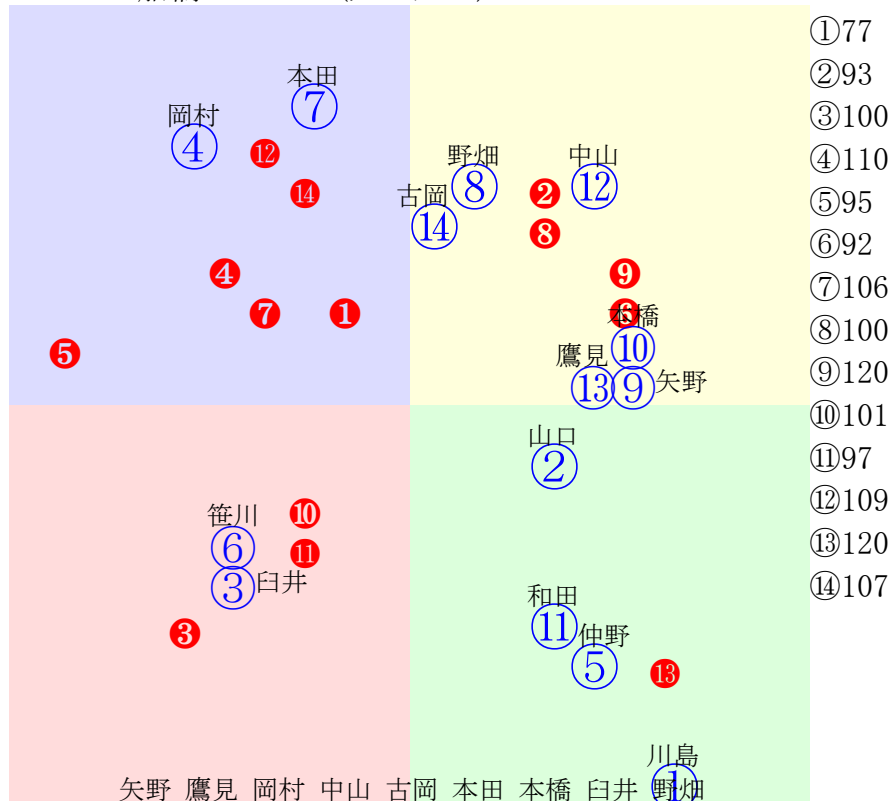 本田
⑦
岡村
④
⓬
⓮
野畑
⑧
中山
⑫
古岡
⑭
❷
❽
❹
❾
❼
❶
❻
本橋
⑩
❺
鷹見
⑬
⑨矢野
山口
②
笹川
⑥
❿
⓫
③臼井
❸
和田
⑪
仲野
⑤
⓭
川島
①
矢野 鷹見 岡村 中山 古岡 本田 本橋 臼井 野畑
①77
②93
③100
④110
⑤95
⑥92
⑦106
⑧100
⑨120
⑩101
⑪97
⑫109
⑬120
⑭107